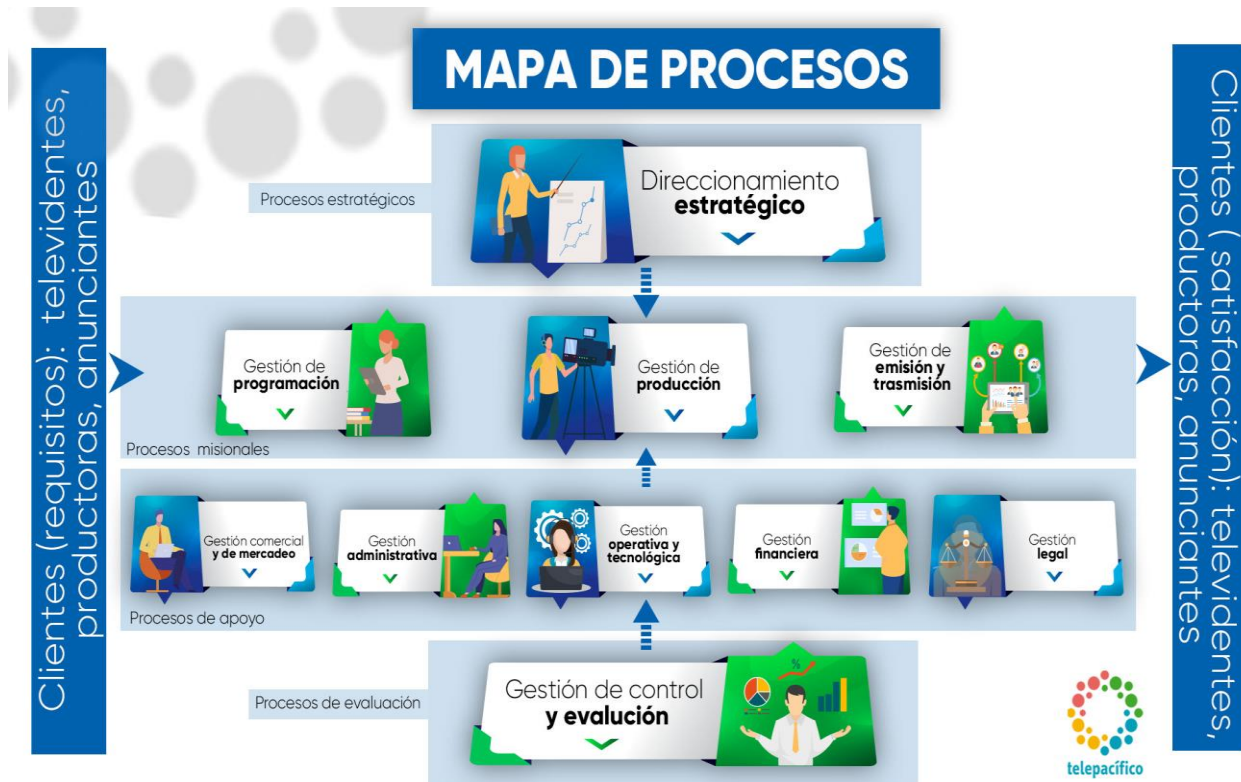 MAPA DE PROCESOS
Clientes (requisitos): televidentes,
productoras, anunciantes
Procesos estratégicos
Direccionamiento
estratégico
Gestión de
programación
Gestión de
producción
Gestión de
emisión y
trasmisión
Procesos misionales
Gestión comercial
y de mercadeo
Gestión
administrativa
Gestión
operativa y
tecnológica
Gestión
financiera
Gestión
legal
Procesos de apoyo
Procesos de evaluación
Gestión de control
y evalución
%
Clientes ( satisfacción): televidentes,
productoras, anunciantes
telepacífico